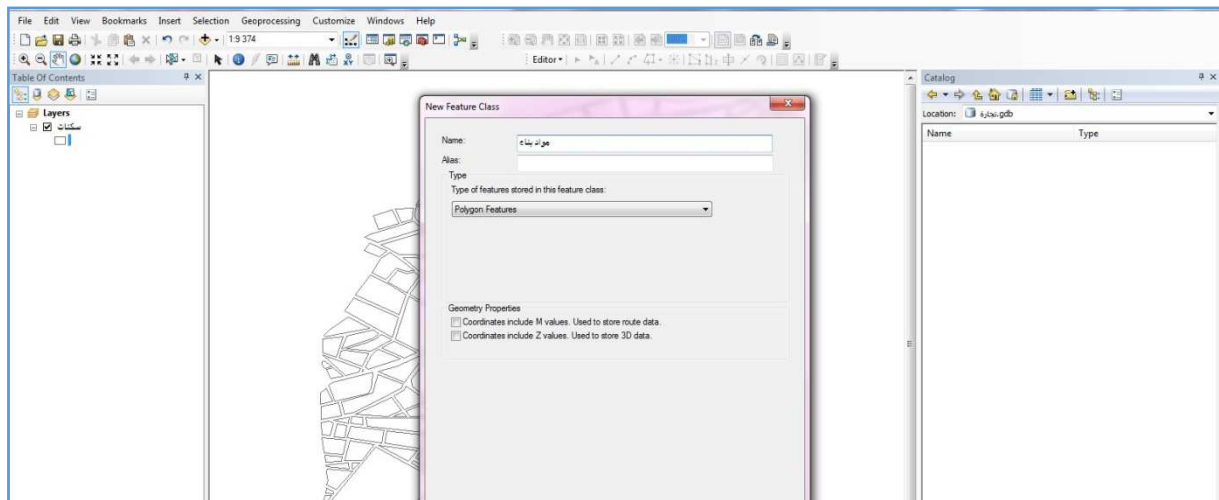 File Edit View Bookmarks Insert Selection Geoprocessing Customize Windows Help
1:9 374
Editor
Table Of Contents
Layers
سكنات
New Feature Class
Name: مواد بناء
Alias:
Type
Type of features stored in this feature class:
Polygon Features
Geometry Properties
Coordinates include M values. Used to store route data.
Coordinates include Z values. Used to store 3D data.
Catalog
Location: تجارة.gdb
Name Type